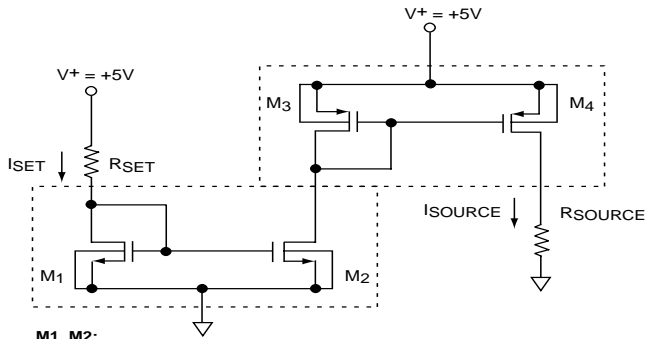 V+ = +5V
V+ = +5V
M3
M4
ISET
RSET
ISOURCE
RSOURCE
M1
M2
M1, M2: